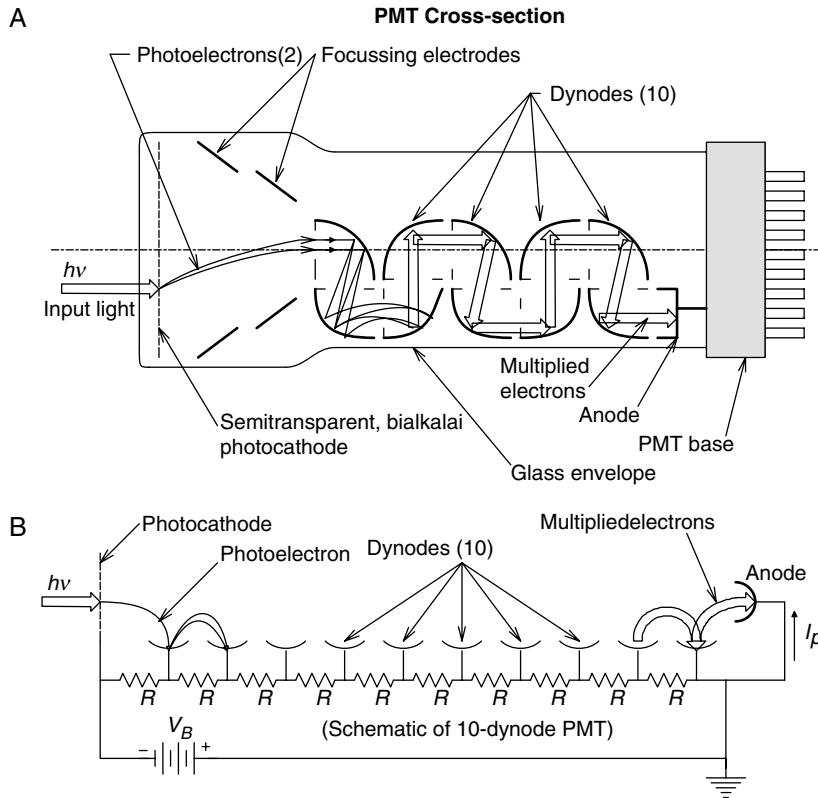 A
PMT Cross-section
Photoelectrons(2)
Focussing electrodes
Dynodes (10)
hν
Input light
Multiplied
electrons
Anode
Semitransparent, bialkalai
photocathode
PMT base
Glass envelope
B
Photocathode
Multipliedelectrons
Photoelectron
Dynodes (10)
Anode
hν
I_p
R R R R R R R R R R
V_B
(Schematic of 10-dynode PMT)
− +